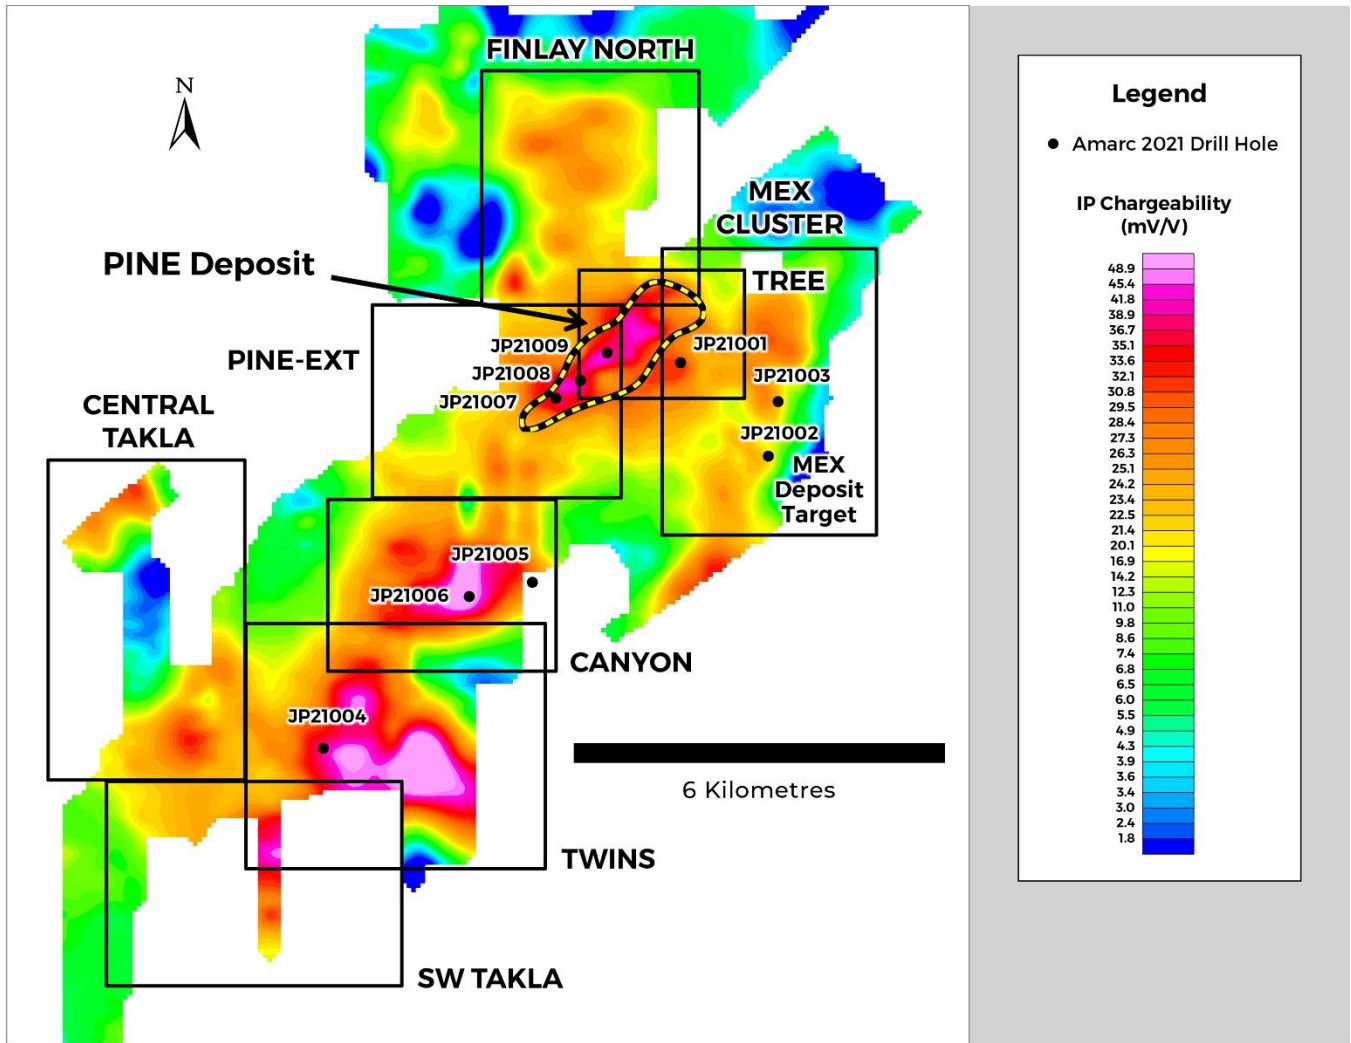 FINLAY NORTH
N
MEX
CLUSTER
PINE Deposit
TREE
JP21009
JP21001
PINE-EXT
JP21008
JP21003
JP21007
CENTRAL
TAKLA
JP21002
MEX
Deposit
Target
JP21005
JP21006
CANYON
JP21004
6 Kilometres
TWINS
SW TAKLA
Legend
Amarc 2021 Drill Hole
IP Chargeability
(mV/V)
48.9
45.4
41.8
38.9
36.7
35.1
33.6
32.1
30.8
29.5
28.4
27.3
26.3
25.1
24.2
23.4
22.5
21.4
20.1
16.9
14.2
12.3
11.0
9.8
8.6
7.4
6.8
6.5
6.0
5.5
4.9
4.3
3.9
3.6
3.4
3.0
2.4
1.8